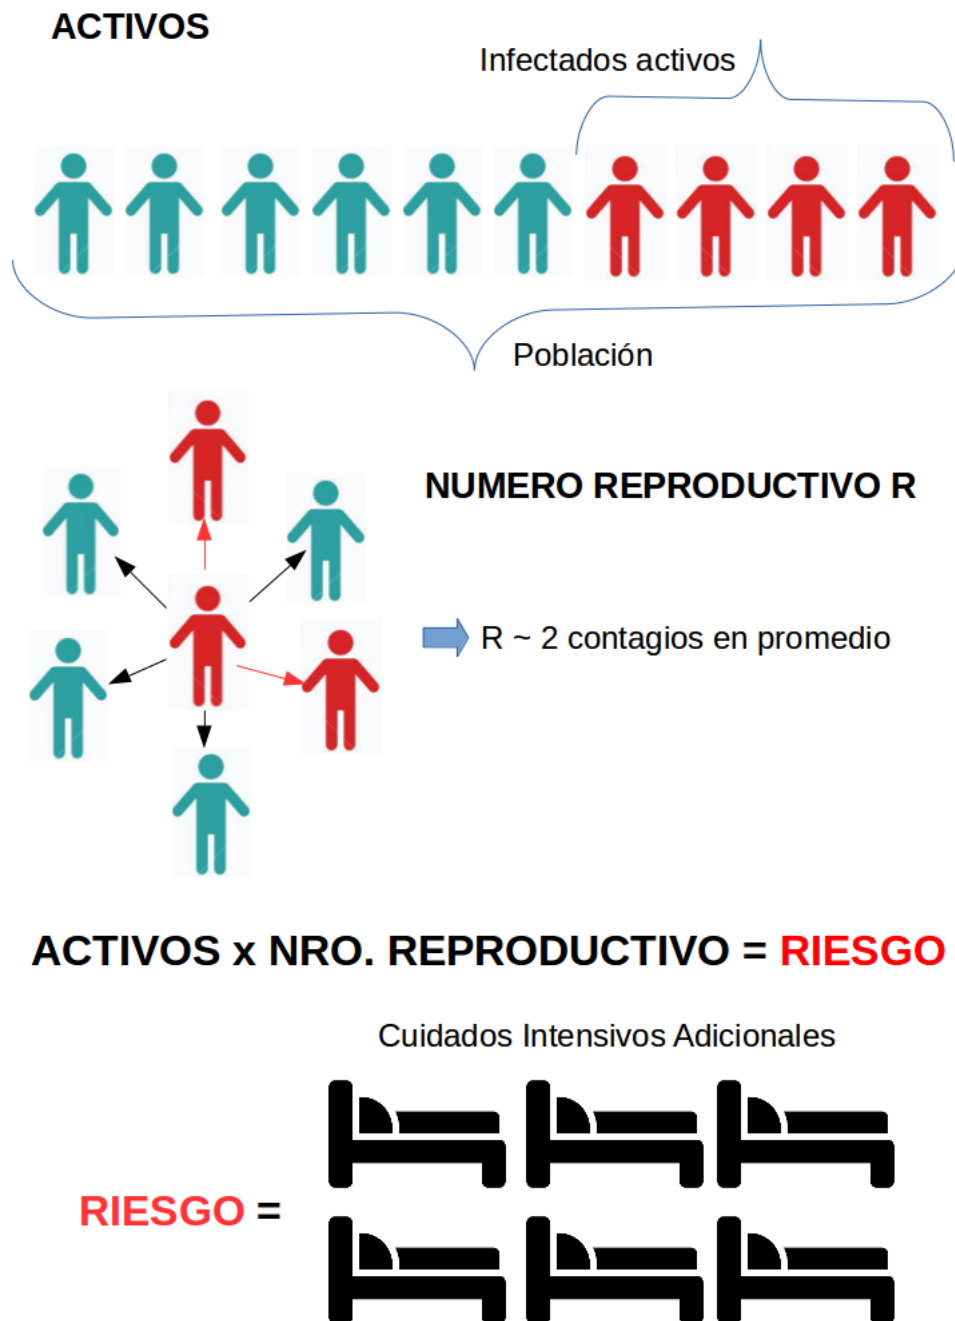 ACTIVOS
Infectados activos
Población
NUMERO REPRODUCTIVO R
R ~ 2 contagios en promedio
ACTIVOS x NRO. REPRODUCTIVO = RIESGO
Cuidados Intensivos Adicionales
RIESGO =